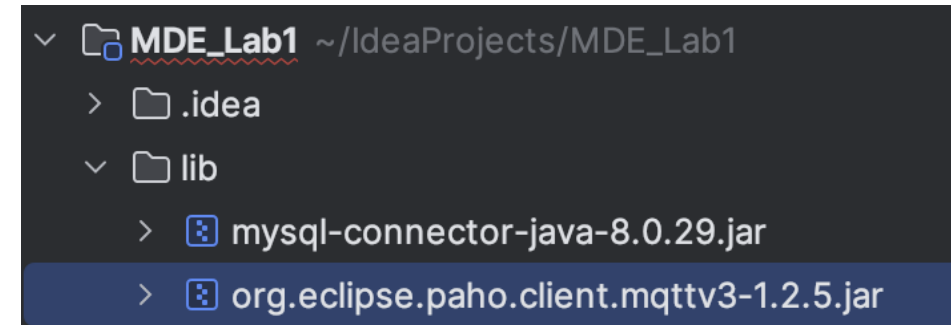 MDE_Lab1 ~/IdeaProjects/MDE_Lab1
.idea
lib
mysql-connector-java-8.0.29.jar
org.eclipse.paho.client.mqttv3-1.2.5.jar